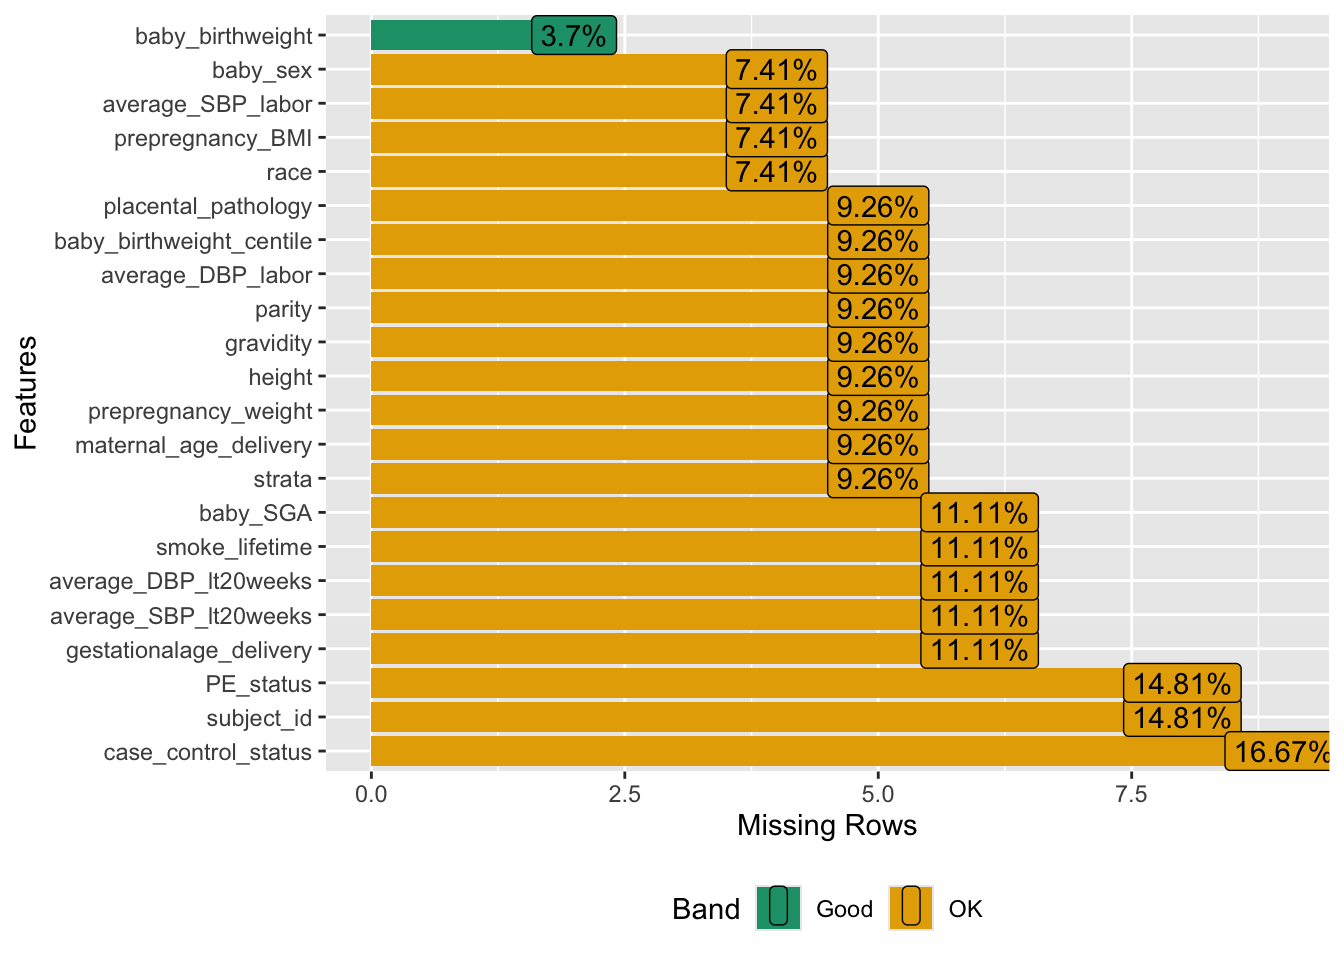 baby_birthweight 3.7%
baby_sex 7.41%
average_SBP_labor 7.41%
prepregnancy_BMI 7.41%
race 7.41%
placental_pathology 9.26%
baby_birthweight_centile 9.26%
average_DBP_labor 9.26%
parity 9.26%
gravidity 9.26%
height 9.26%
prepregnancy_weight 9.26%
maternal_age_delivery 9.26%
strata 9.26%
baby_SGA 11.11%
smoke_lifetime 11.11%
average_DBP_lt20weeks 11.11%
average_SBP_lt20weeks 11.11%
gestationalage_delivery 11.11%
PE_status 14.81%
subject_id 14.81%
case_control_status 16.67%
Features
0.0 2.5 5.0 7.5
Missing Rows
Band Good OK